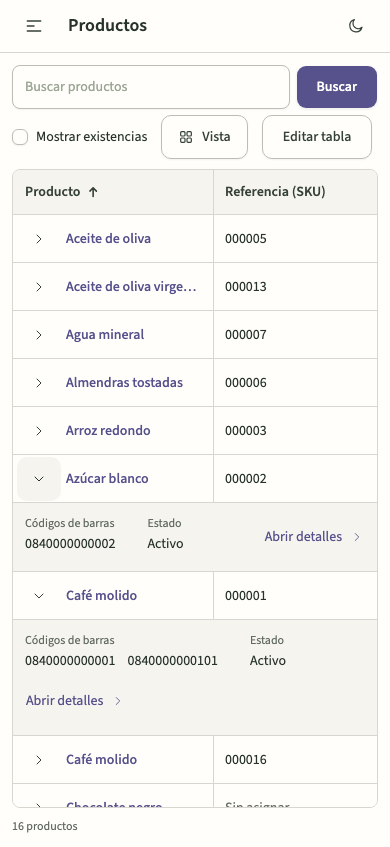 Productos
Buscar productos
Buscar
Mostrar existencias
Vista
Editar tabla
Producto Referencia (SKU)
Aceite de oliva 000005
Aceite de oliva virge… 000013
Agua mineral 000007
Almendras tostadas 000006
Arroz redondo 000003
Azúcar blanco 000002
Códigos de barras Estado
0840000000002 Activo Abrir detalles
Café molido 000001
Códigos de barras Estado
0840000000001 0840000000101 Activo
Abrir detalles
Café molido 000016
Chocolate negro Sin asignar
16 productos